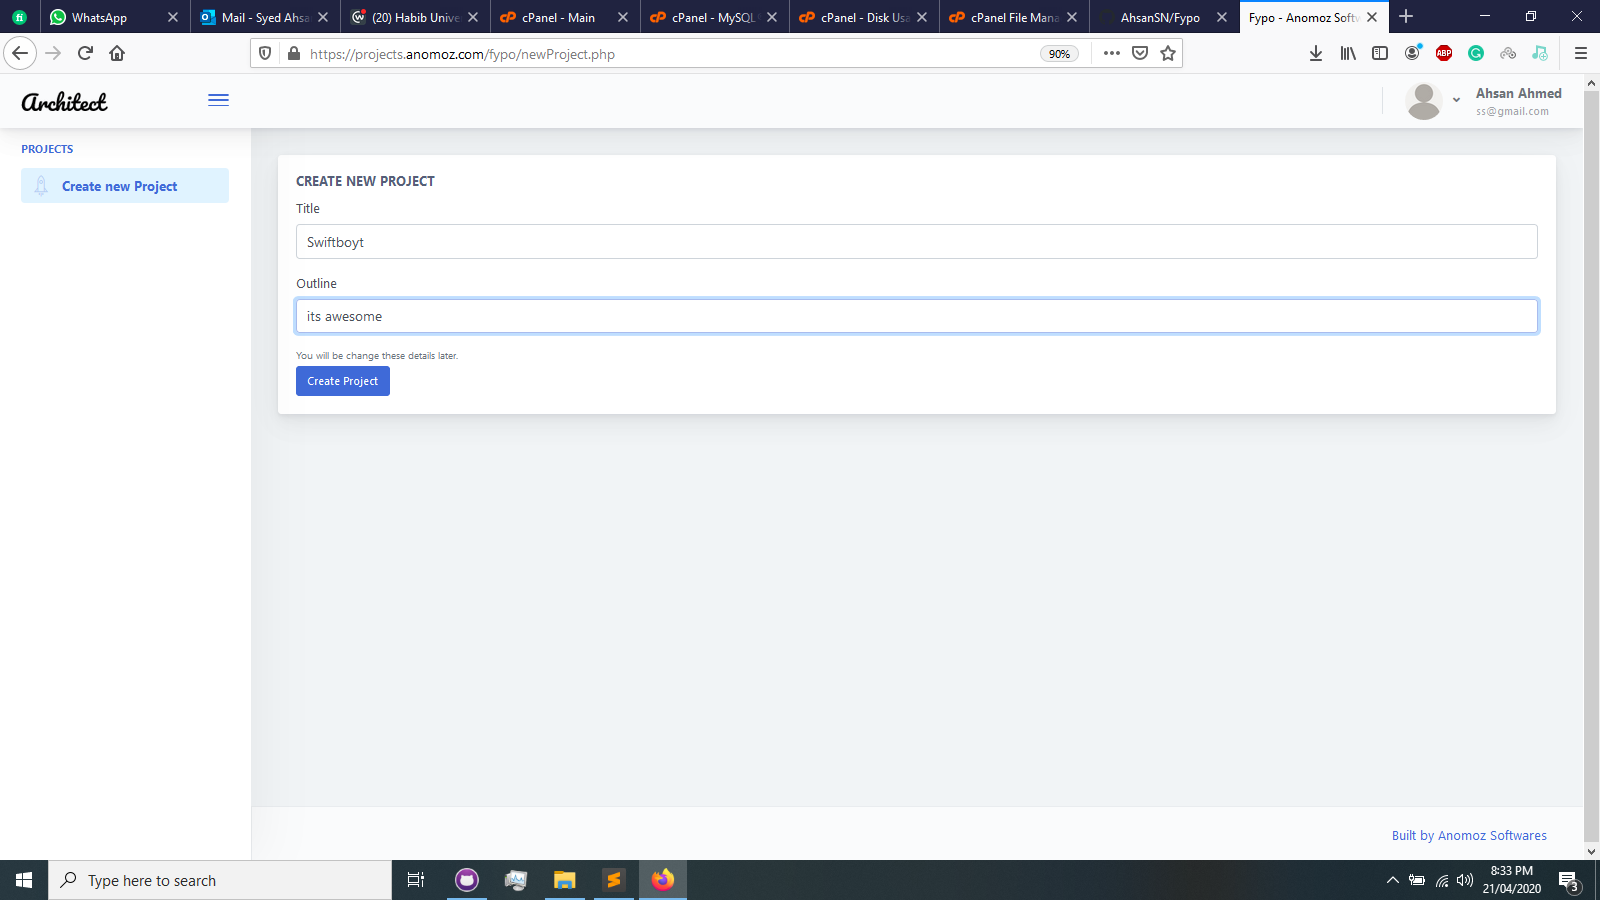 WhatsApp
Mail - Syed Ahsa
(20) Habib Unive
cPanel - Main
cPanel - MySQL
cPanel - Disk Usa
cPanel File Mana
AhsanSN/Fypo
Fypo - Anomoz Softw
https://projects.anomoz.com/fypo/newProject.php
90%
ABP
Architect
Ahsan Ahmed
ss@gmail.com
PROJECTS
Create new Project
CREATE NEW PROJECT
Title
Swiftboyt
Outline
its awesome
You will be change these details later.
Create Project
Built by Anomoz Softwares
Type here to search
8:33 PM
21/04/2020
3